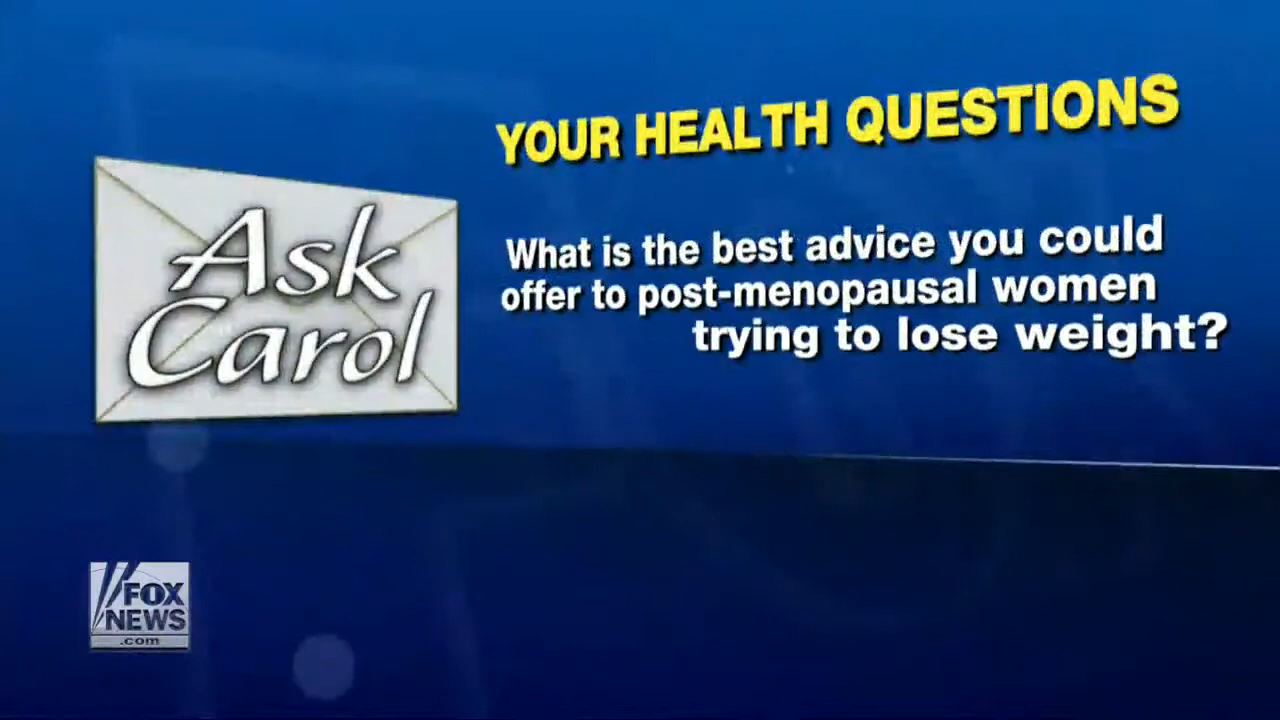 YOUR HEALTH QUESTIONS
Ask
Carol
What is the best advice you could
offer to post-menopausal women
trying to lose weight?
FOX
NEWS
.com